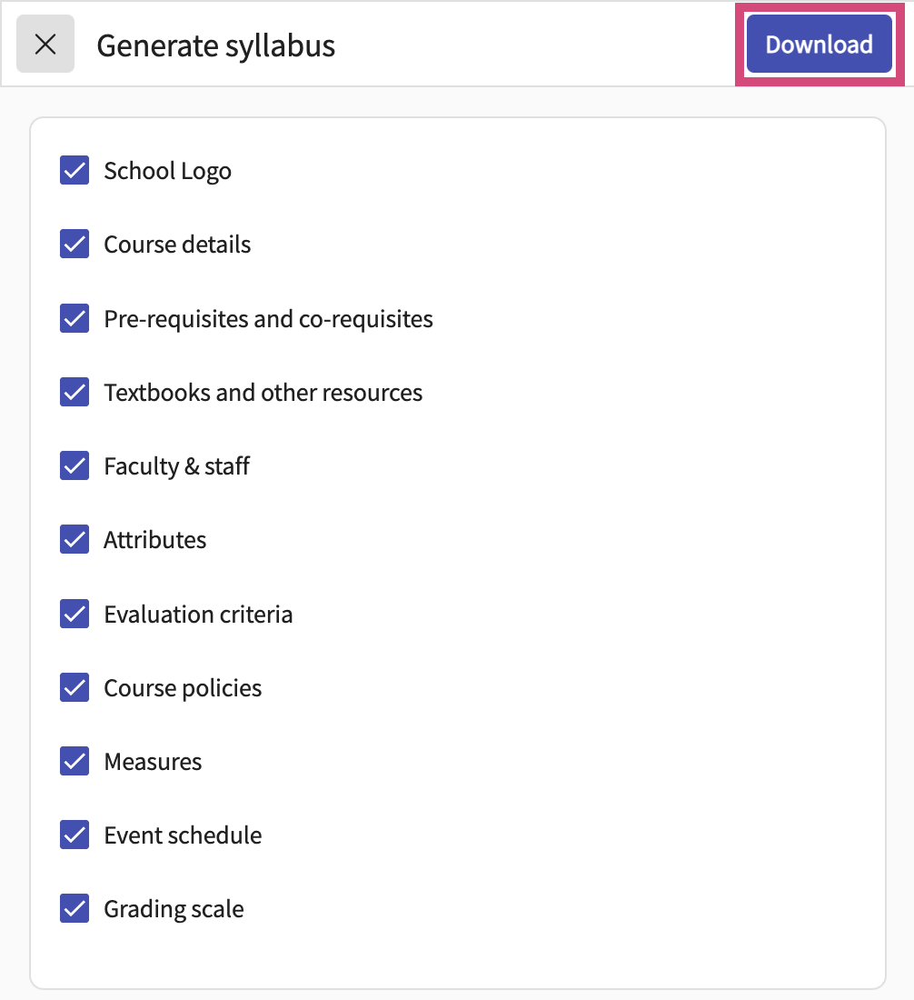 Generate syllabus
Download
School Logo
Course details
Pre-requisites and co-requisites
Textbooks and other resources
Faculty & staff
Attributes
Evaluation criteria
Course policies
Measures
Event schedule
Grading scale